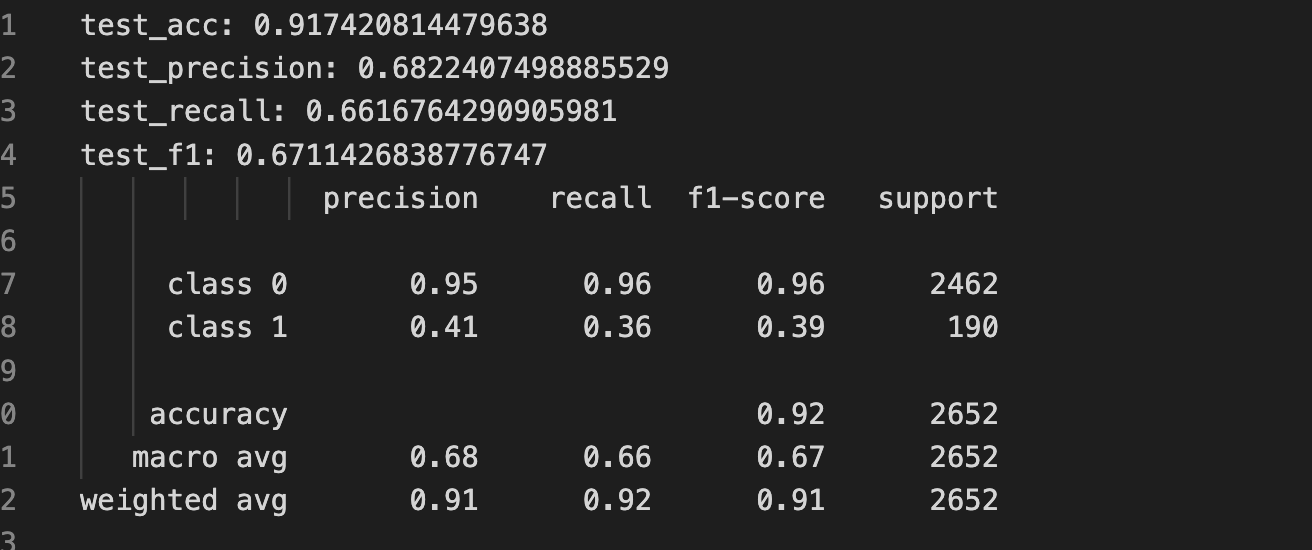 1 test_acc: 0.917420814479638
2 test_precision: 0.6822407498885529
3 test_recall: 0.6616764290905981
4 test_f1: 0.6711426838776747
5 precision recall f1-score support
6
7 class 0 0.95 0.96 0.96 2462
8 class 1 0.41 0.36 0.39 190
9
0 accuracy 0.92 2652
1 macro avg 0.68 0.66 0.67 2652
2 weighted avg 0.91 0.92 0.91 2652
3